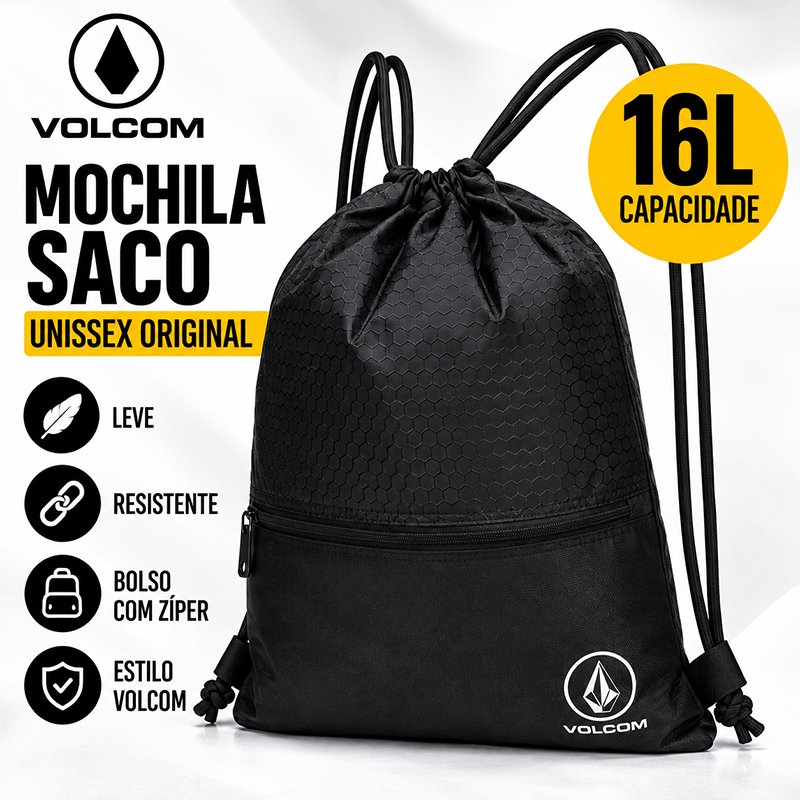 VOLCOM
MOCHILA
SACO
UNISSEX ORIGINAL
16L
CAPACIDADE
LEVE
RESISTENTE
BOLSO
COM ZÍPER
ESTILO
VOLCOM
VOLCOM